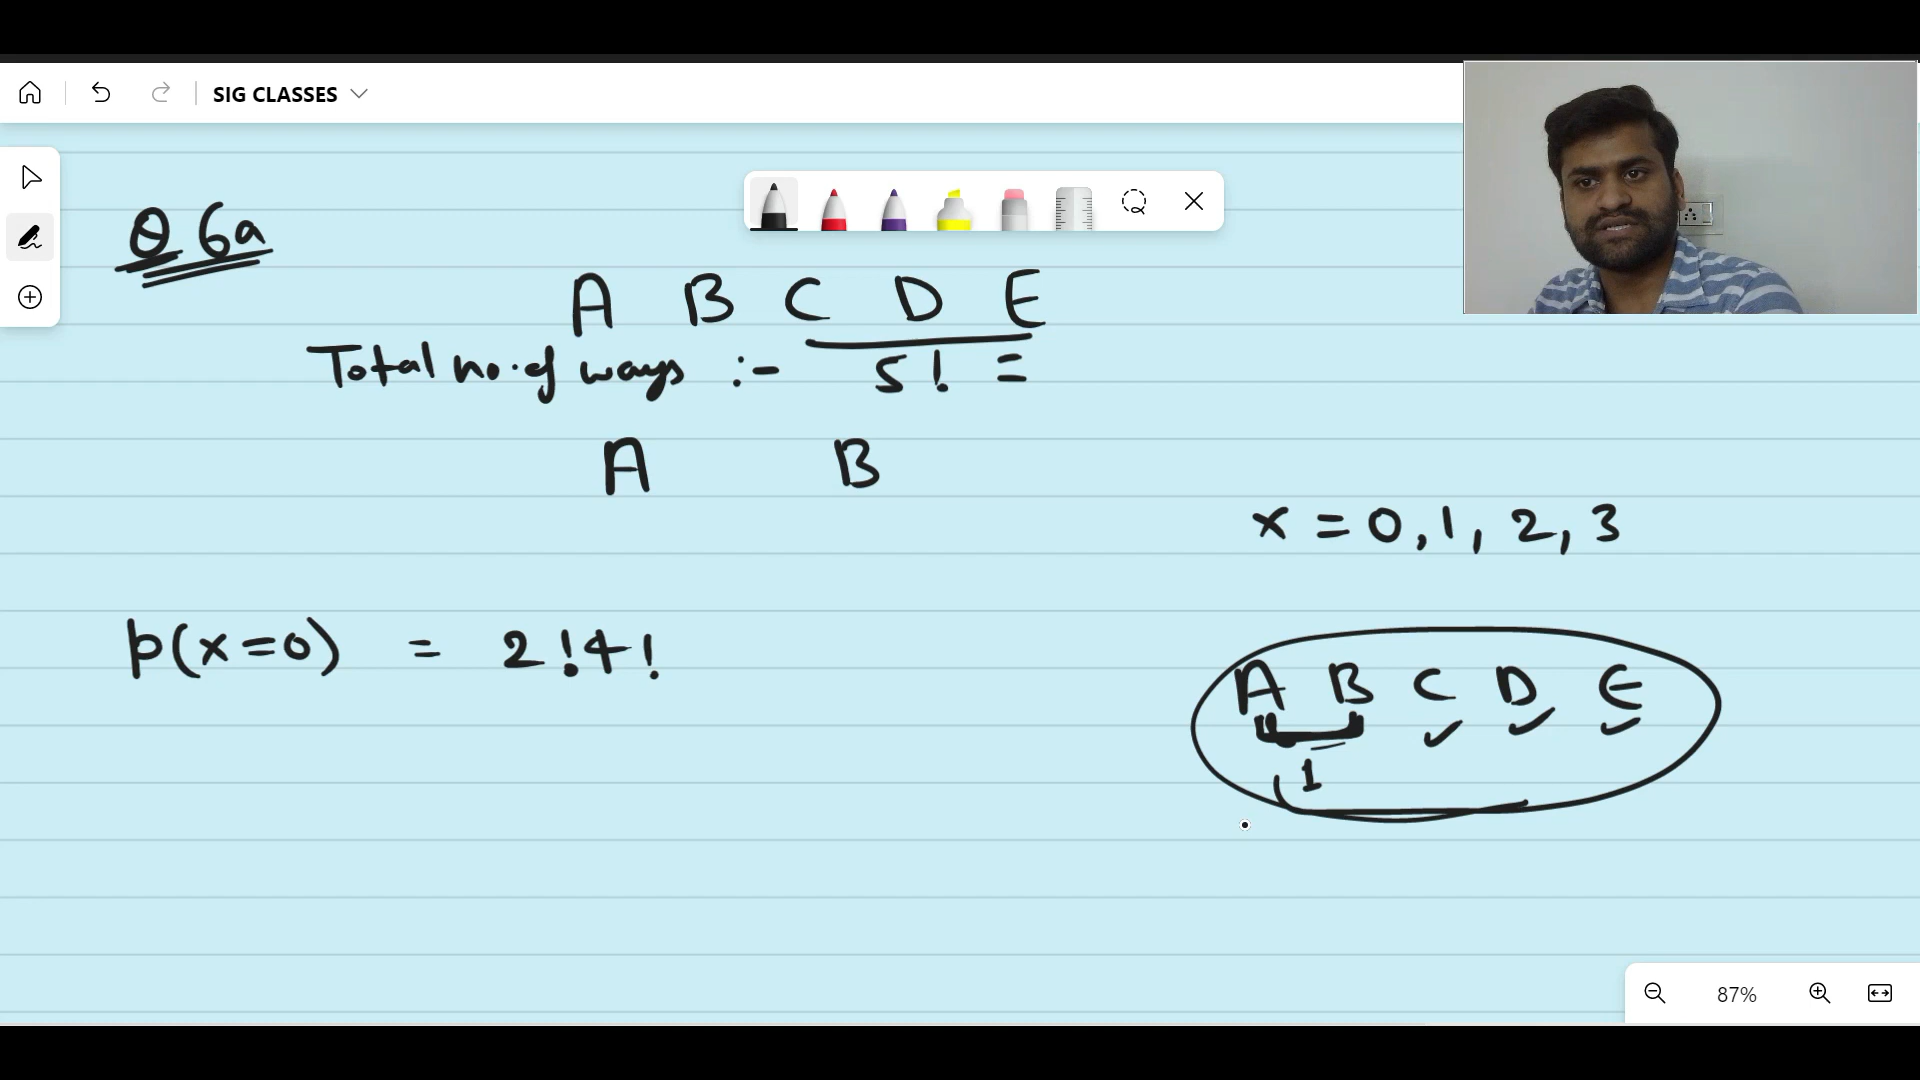 SIG CLASSES
Q 6a
A B C D E
Total no. of ways :- 5! =
A B
x = 0, 1, 2, 3
p(x=0) = 2!4!
A B C D E
1
87%